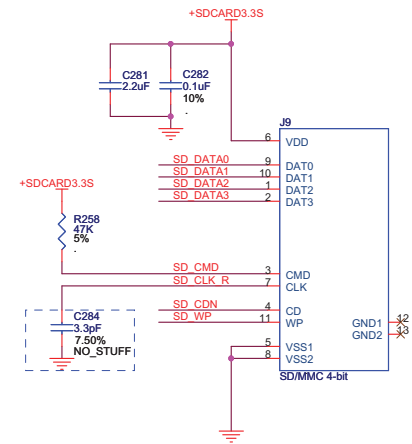 +SDCARD3.3S
C281
2.2uF
C282
0.1uF
10%
.
J9
6 VDD
SD_DATA0 9 DAT0
SD_DATA1 10 DAT1
SD_DATA2 1 DAT2
SD_DATA3 2 DAT3
+SDCARD3.3S
R258
47K
5%
.
SD_CMD 3 CMD
SD_CLK_R 7 CLK
C284
3.3pF
7.50%
NO_STUFF
SD_CDN 4 CD
SD_WP 11 WP
GND1 12
GND2 13
5 VSS1
8 VSS2
SD/MMC 4-bit